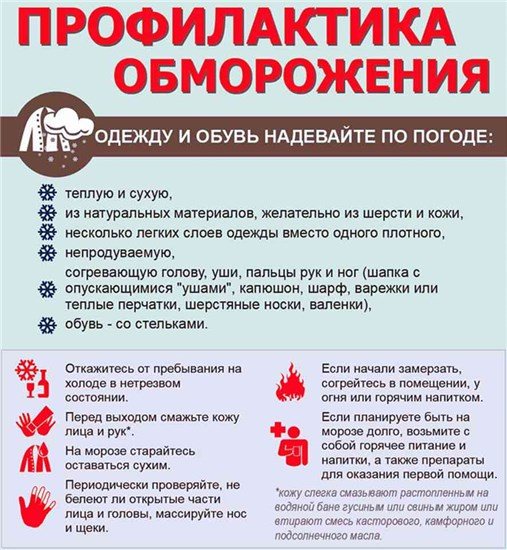 ПРОФИЛАКТИКА
ОБМОРОЖЕНИЯ
ОДЕЖДУ И ОБУВЬ НАДЕВАЙТЕ ПО ПОГОДЕ:
теплую и сухую,
из натуральных материалов, желательно из шерсти и кожи,
несколько легких слоев одежды вместо одного плотного,
непродуваемую,
согревающую голову, уши, пальцы рук и ног (шапка с
опускающимися "ушами", капюшон, шарф, варежки или
теплые перчатки, шерстяные носки, валенки),
обувь - со стельками.
Откажитесь от пребывания на
холоде в нетрезвом
состоянии.
Перед выходом смажьте кожу
лица и рук*.
На морозе старайтесь
оставаться сухим.
Периодически проверяйте, не
белеют ли открытые части
лица и головы, массируйте нос
и щеки.
Если начали замерзать,
согрейтесь в помещении, у
огня или горячим напитком.
Если планируете быть на
морозе долго, возьмите с
собой горячее питание и
напитки, а также препараты
для оказания первой помощи.
*кожу слегка смазывают растопленным на
водяной бане гусиным или свиным жиром или
втирают смесь касторового, камфорного и
подсолнечного масла.